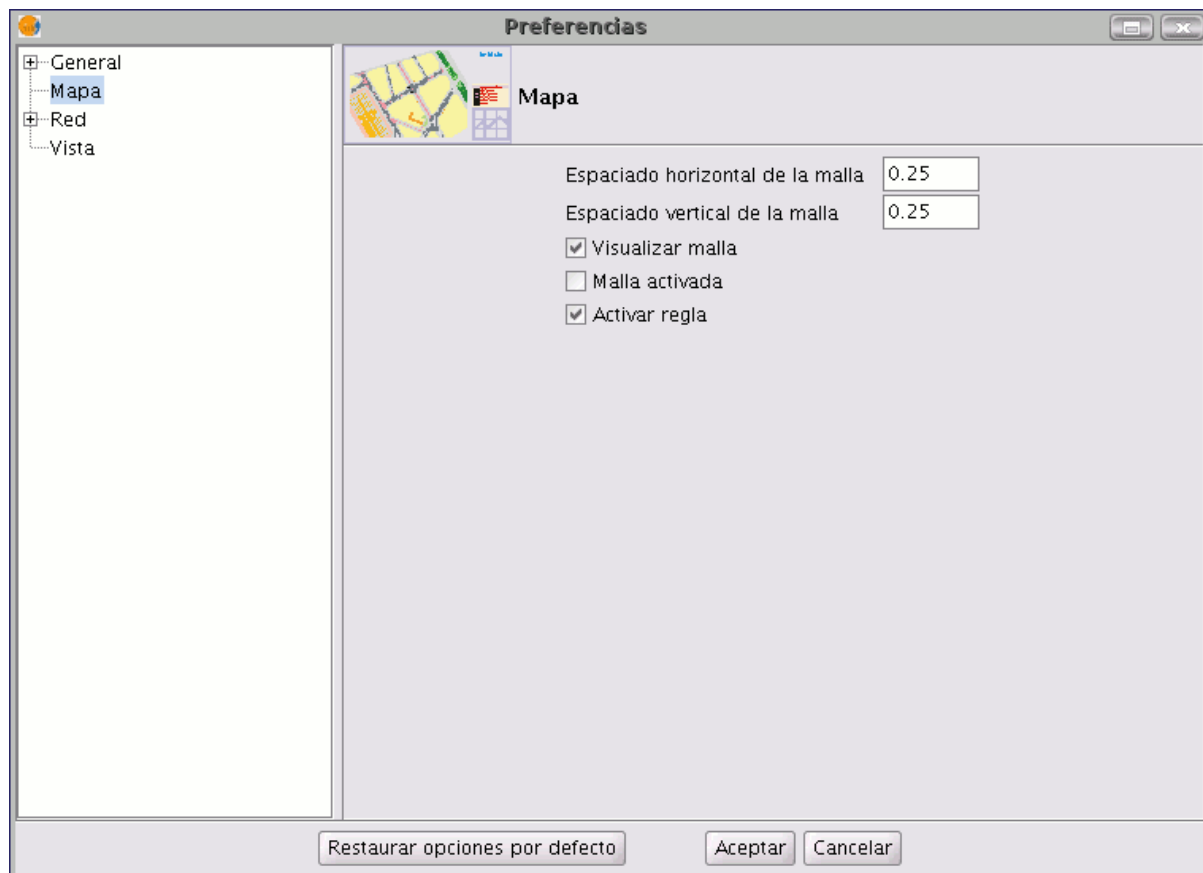 Preferencias
General
Mapa
Red
Vista
Mapa
Espaciado horizontal de la malla 0.25
Espaciado vertical de la malla 0.25
Visualizar malla
Malla activada
Activar regla
Restaurar opciones por defecto Aceptar Cancelar